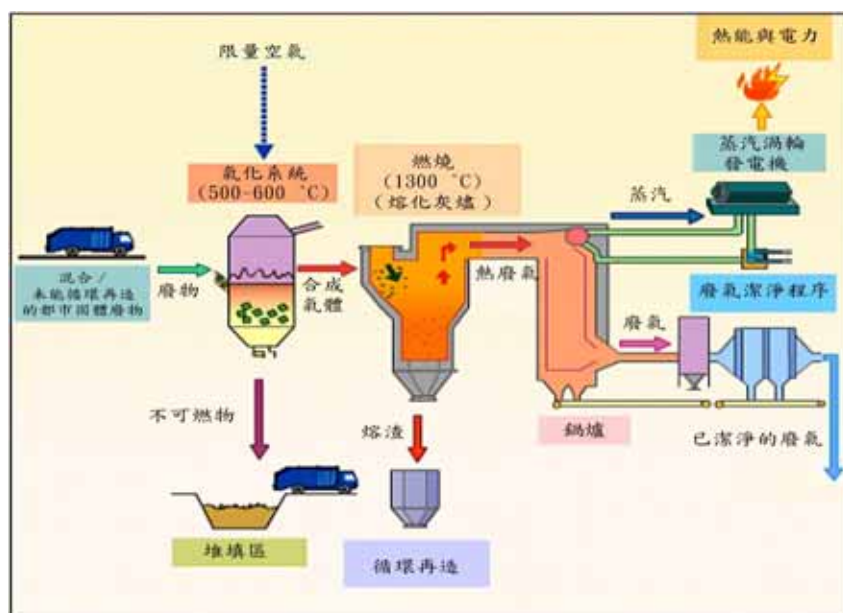 熱能與電力
限量空氣
蒸汽渦輪
發電機
氣化系統
(500-600 °C)
燃燒
(1300 °C)
(熔化灰爐)
蒸汽
混合/
未能循環再造
的都市固體廢物
廢物
合成
氣體
熱廢氣
廢氣潔淨程序
廢氣
不可燃物
熔渣
鍋爐
已潔淨的廢氣
堆填區
循環再造